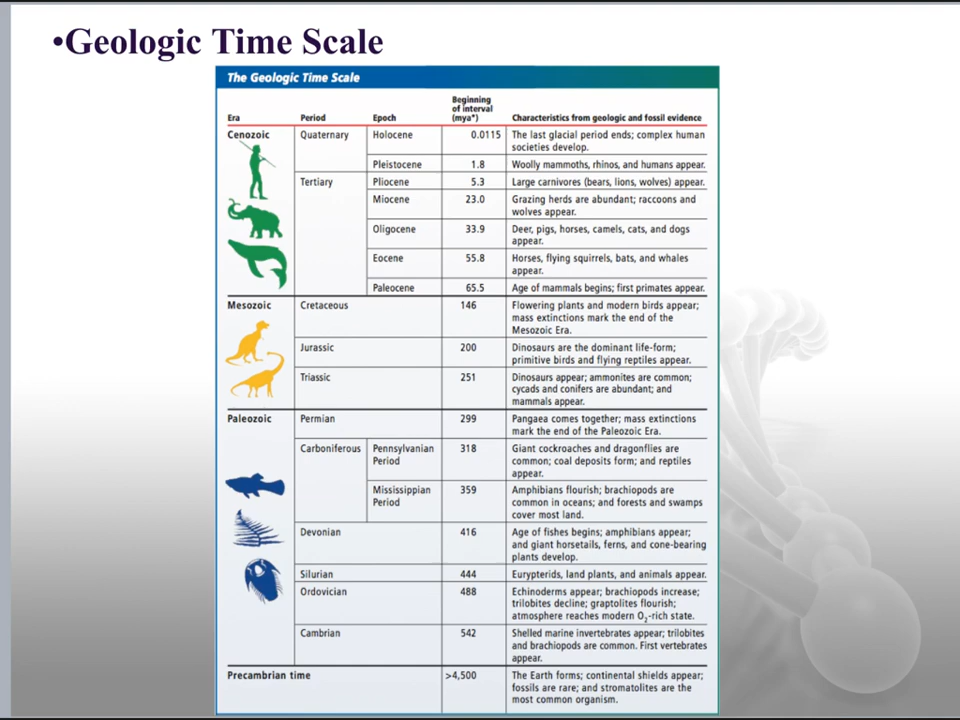 •Geologic Time Scale
The Geologic Time Scale
Era Period Epoch Beginning of interval (mya*) Characteristics from geologic and fossil evidence
Cenozoic Quaternary Holocene 0.0115 The last glacial period ends; complex human
societies develop.
Pleistocene 1.8 Woolly mammoths, rhinos, and humans appear.
Tertiary Pliocene 5.3 Large carnivores (bears, lions, wolves) appear.
Miocene 23.0 Grazing herds are abundant; raccoons and
wolves appear.
Oligocene 33.9 Deer, pigs, horses, camels, cats, and dogs
appear.
Eocene 55.8 Horses, flying squirrels, bats, and whales
appear.
Paleocene 65.5 Age of mammals begins; first primates appear.
Mesozoic Cretaceous 146 Flowering plants and modern birds appear;
mass extinctions mark the end of the
Mesozoic Era.
Jurassic 200 Dinosaurs are the dominant life-form;
primitive birds and flying reptiles appear.
Triassic 251 Dinosaurs appear; ammonites are common;
cycads and conifers are abundant; and
mammals appear.
Paleozoic Permian 299 Pangaea comes together; mass extinctions
mark the end of the Paleozoic Era.
Carboniferous Pennsylvanian 318 Giant cockroaches and dragonflies are
Period common; coal deposits form; and reptiles
appear.
Mississippian 359 Amphibians flourish; brachiopods are
Period common in oceans; and forests and swamps
cover most land.
Devonian 416 Age of fishes begins; amphibians appear;
and giant horsetails, ferns, and cone-bearing
plants develop.
Silurian 444 Eurypterids, land plants, and animals appear.
Ordovician 488 Echinoderms appear; brachiopods increase;
trilobites decline; graptolites flourish;
atmosphere reaches modern O₂-rich state.
Cambrian 542 Shelled marine invertebrates appear; trilobites
and brachiopods are common. First vertebrates
appear.
Precambrian time >4,500 The Earth forms; continental shields appear;
fossils are rare; and stromatolites are the
most common organism.